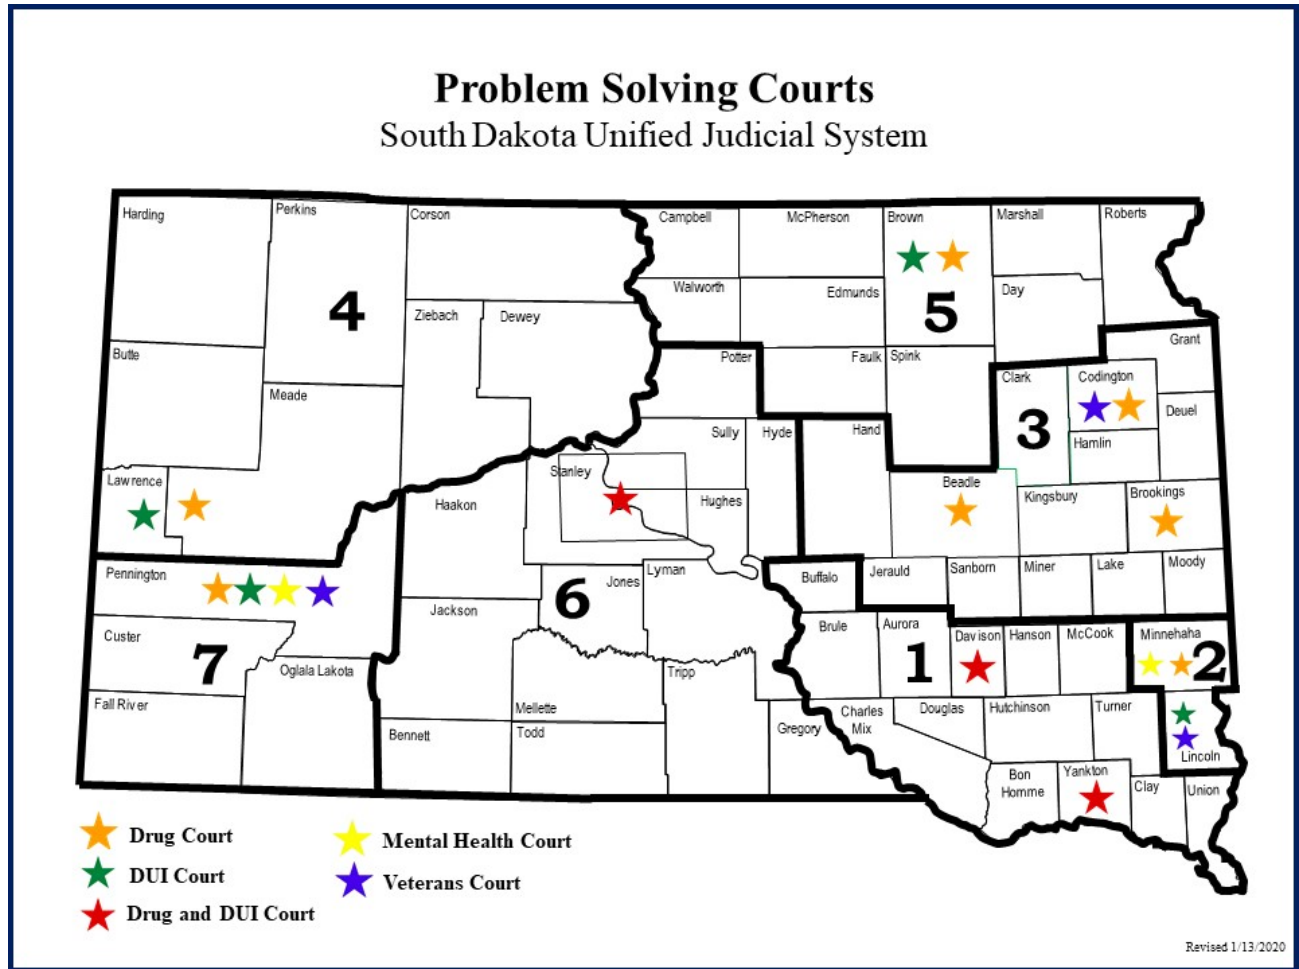 Problem Solving Courts
South Dakota Unified Judicial System
Harding
Perkins
Corson
Campbell
McPherson
Brown
Marshall
Roberts
Walworth
Edmunds
Day
4
5
Ziebach
Dewey
Butte
Potter
Faulk
Spink
Grant
Meade
Clark
Codington
Deuel
3
Sully
Hyde
Hand
Hamlin
Lawrence
Stanley
Beadle
Haakon
Hughes
Kingsbury
Brookings
Pennington
Jones
Lyman
Buffalo
Jerauld
Sanborn
Miner
Lake
Moody
6
Jackson
Custer
7
Oglala Lakota
Brule
Aurora
Davison
Hanson
McCook
Minnehaha
1
2
Tripp
Fall River
Mellette
Todd
Bennett
Gregory
Charles
Mix
Douglas
Hutchinson
Turner
Lincoln
Bon
Homme
Yankton
Clay
Union
Drug Court
Mental Health Court
DUI Court
Veterans Court
Drug and DUI Court
Revised 1/13/2020